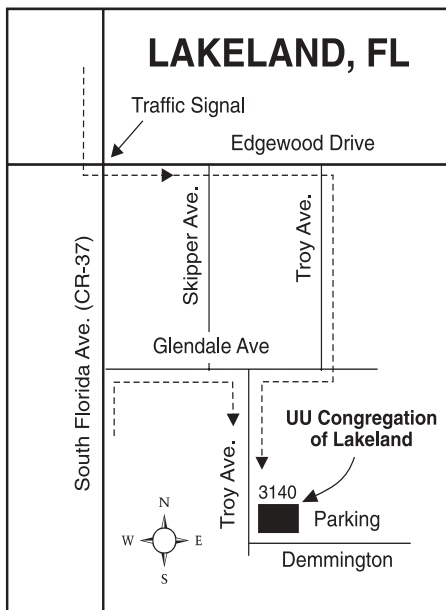 LAKELAND, FL
Traffic Signal
Edgewood Drive
South Florida Ave. (CR-37)
Skipper Ave.
Troy Ave.
Glendale Ave
Troy Ave.
UU Congregation
of Lakeland
3140
Parking
Demmington
N
W
E
S